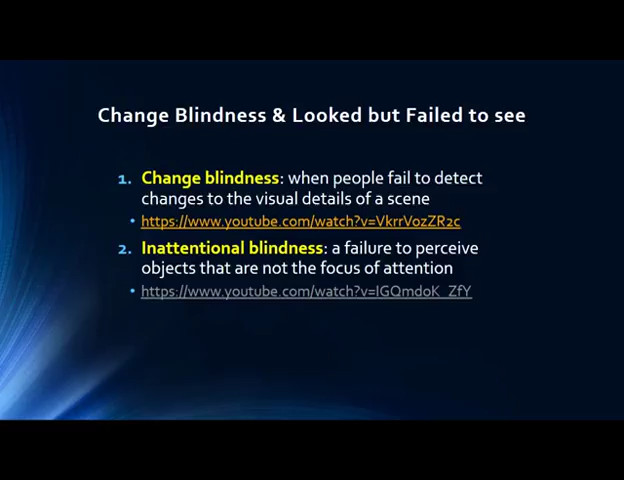 Change Blindness & Looked but Failed to see
1. Change blindness: when people fail to detect
changes to the visual details of a scene
• https://www.youtube.com/watch?v=VkrrVozZR2c
2. Inattentional blindness: a failure to perceive
objects that are not the focus of attention
• https://www.youtube.com/watch?v=IGQmdoK_ZfY